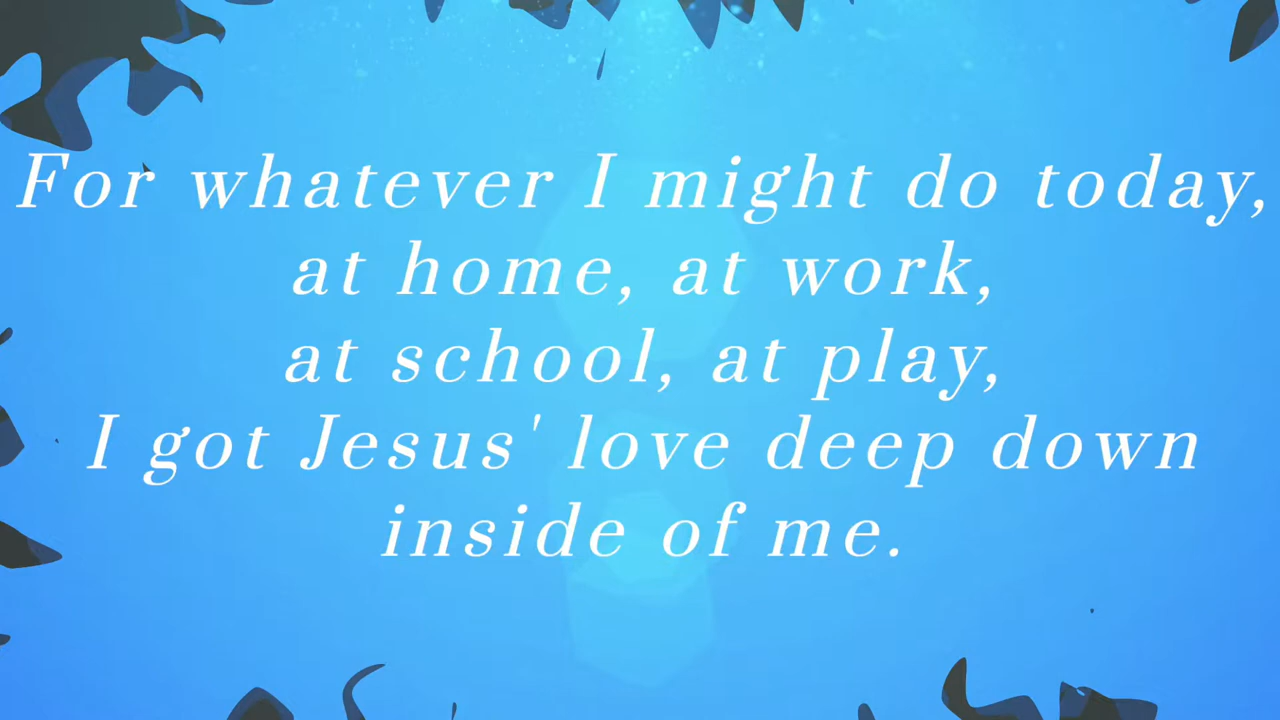 For whatever I might do today,
at home, at work,
at school, at play,
I got Jesus' love deep down
inside of me.